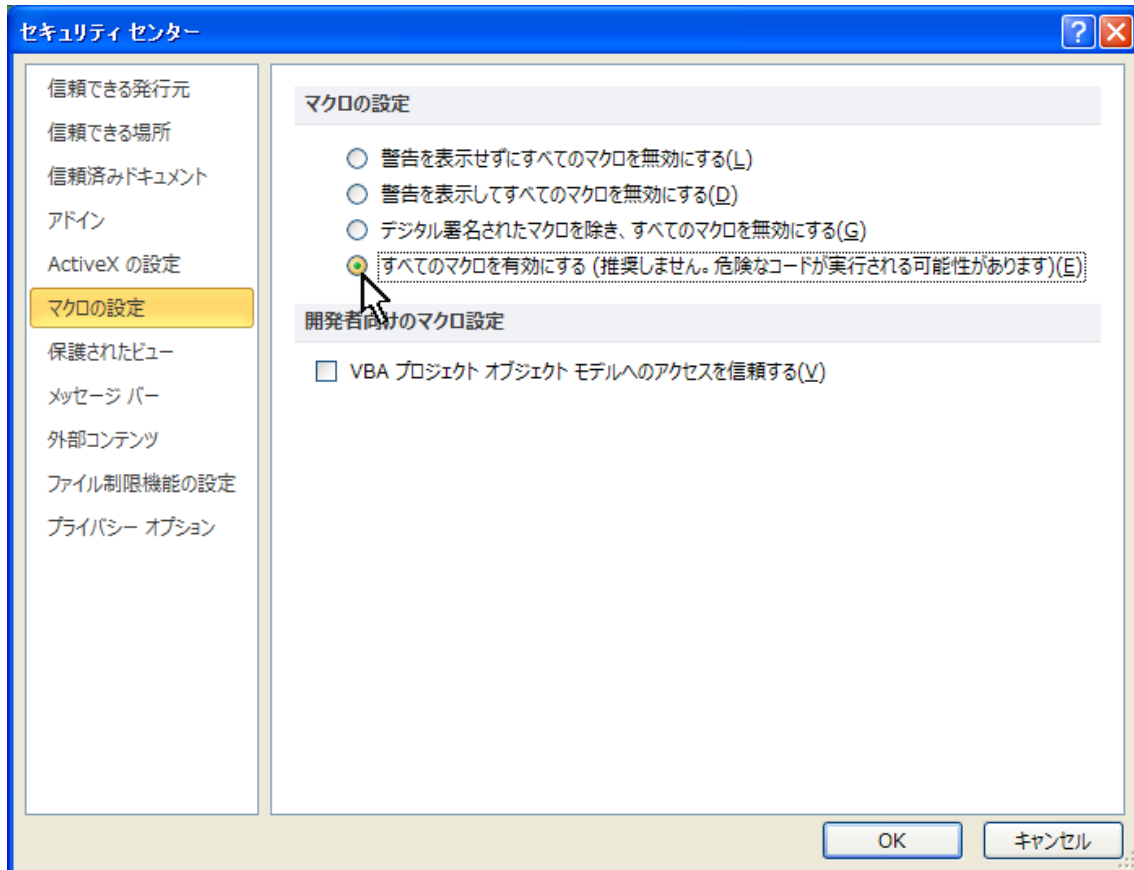 セキュリティ センター
信頼できる発行元
信頼できる場所
信頼済みドキュメント
アドイン
ActiveX の設定
マクロの設定
保護されたビュー
メッセージ バー
外部コンテンツ
ファイル制限機能の設定
プライバシー オプション
マクロの設定
警告を表示せずにすべてのマクロを無効にする(L)
警告を表示してすべてのマクロを無効にする(D)
デジタル署名されたマクロを除き、すべてのマクロを無効にする(G)
すべてのマクロを有効にする (推奨しません。危険なコードが実行される可能性があります)(E)
開発者向けのマクロ設定
VBA プロジェクト オブジェクト モデルへのアクセスを信頼する(V)
OK
キャンセル